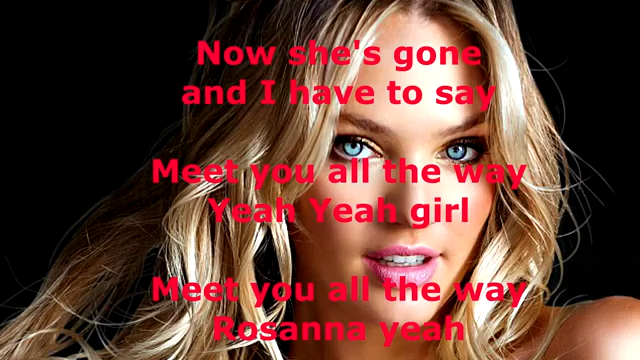 Now she's gone
and I have to say
Meet you all the way
Yeah Yeah girl
Meet you all the way
Rosanna yeah